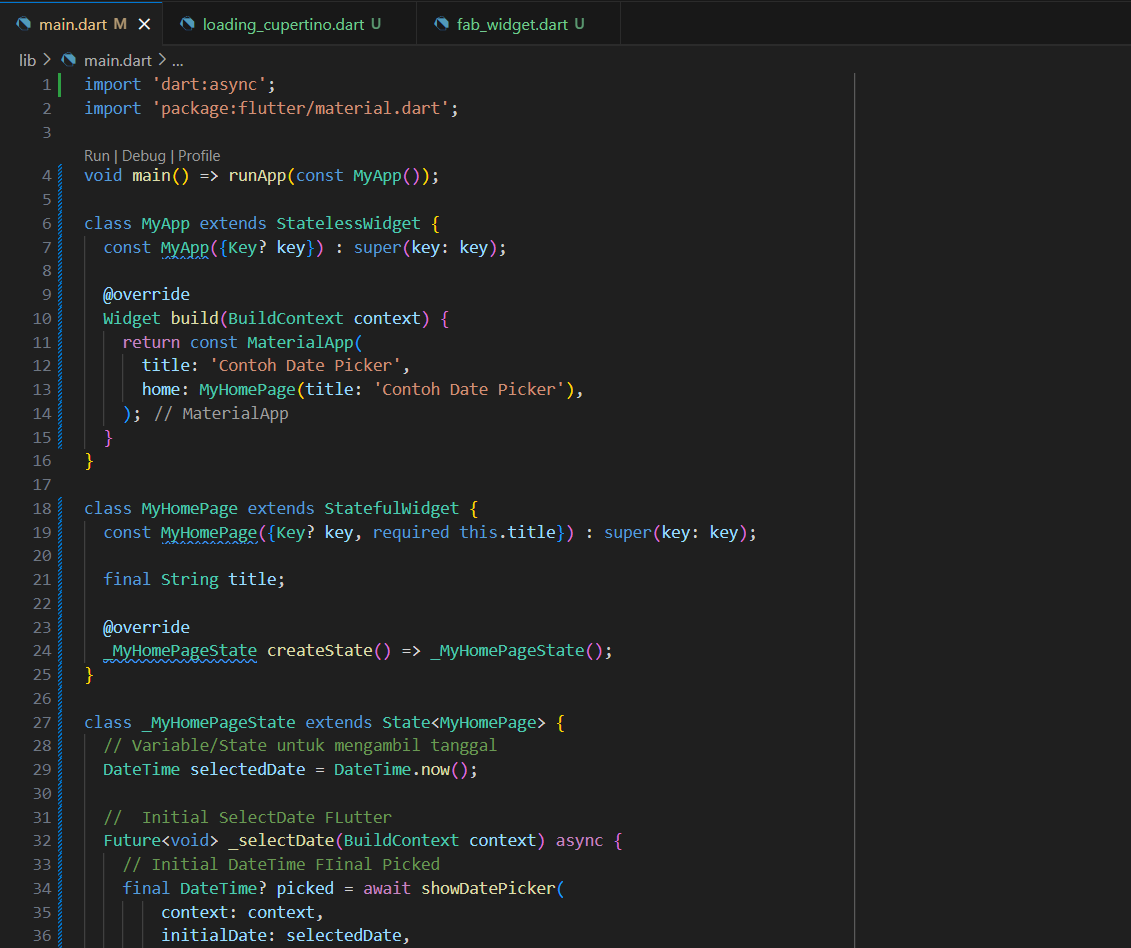 main.dart M
loading_cupertino.dart U
fab_widget.dart U
lib > main.dart > ...
1 import 'dart:async';
2 import 'package:flutter/material.dart';
3
Run | Debug | Profile
4 void main() => runApp(const MyApp());
5
6 class MyApp extends StatelessWidget {
7   const MyApp({Key? key}) : super(key: key);
8
9   @override
10   Widget build(BuildContext context) {
11     return const MaterialApp(
12       title: 'Contoh Date Picker',
13       home: MyHomePage(title: 'Contoh Date Picker'),
14     ); // MaterialApp
15   }
16 }
17
18 class MyHomePage extends StatefulWidget {
19   const MyHomePage({Key? key, required this.title}) : super(key: key);
20
21   final String title;
22
23   @override
24   _MyHomePageState createState() => _MyHomePageState();
25 }
26
27 class _MyHomePageState extends State<MyHomePage> {
28   // Variable/State untuk mengambil tanggal
29   DateTime selectedDate = DateTime.now();
30
31   //  Initial SelectDate FLutter
32   Future<void> _selectDate(BuildContext context) async {
33     // Initial DateTime FIinal Picked
34     final DateTime? picked = await showDatePicker(
35         context: context,
36         initialDate: selectedDate,